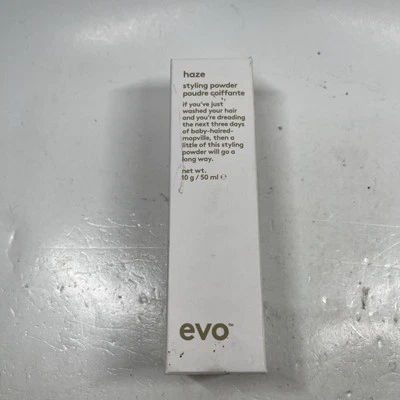 haze
styling powder
poudre coiffante
if you've just
washed your hair
and you're dreading
the next three days
of baby-haired-
mopville, then a
little of this styling
powder will go a
long way.
net wt.
10 g / 50 ml ℮
evo™